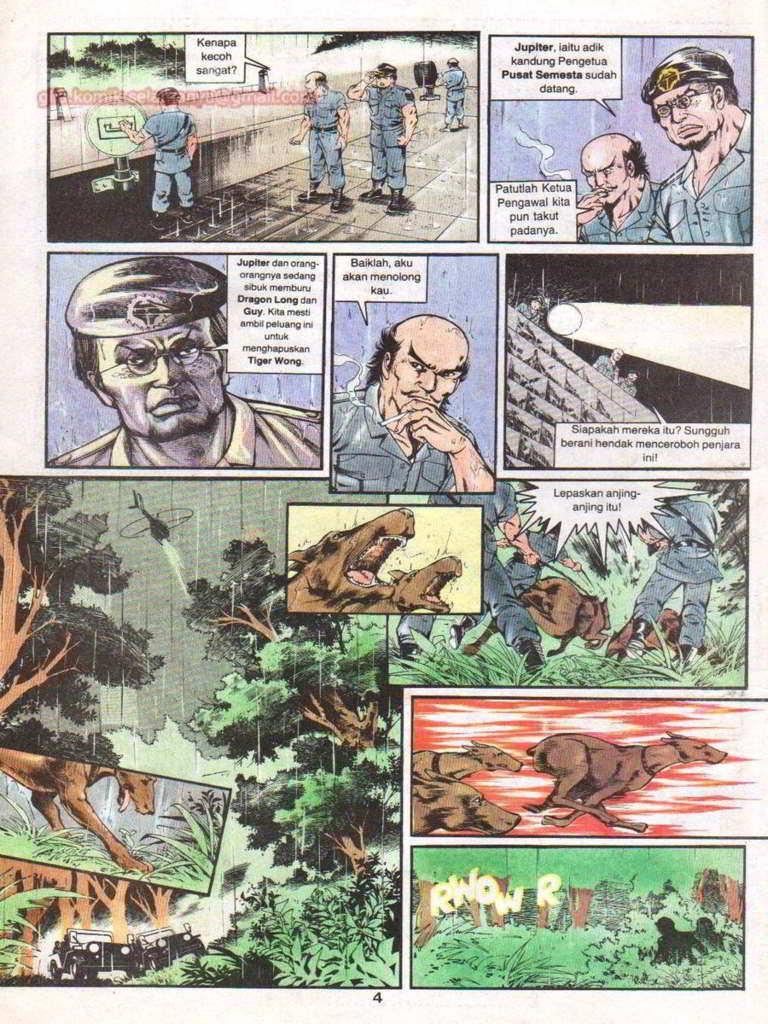 Kenapa
kecoh
sangat?
Jupiter, iaitu adik
kandung Pengetua
Pusat Semesta sudah
datang.
Patutlah Ketua
Pengawal kita
pun takut
padanya.
Jupiter dan orang-
orangnya sedang
sibuk memburu
Dragon Long dan
Guy. Kita mesti
ambil peluang ini
untuk
menghapuskan
Tiger Wong.
Baiklah, aku
akan menolong
kau.
Siapakah mereka itu? Sungguh
berani hendak menceroboh penjara
ini!
Lepaskan anjing-
anjing itu!
RWOWR
4